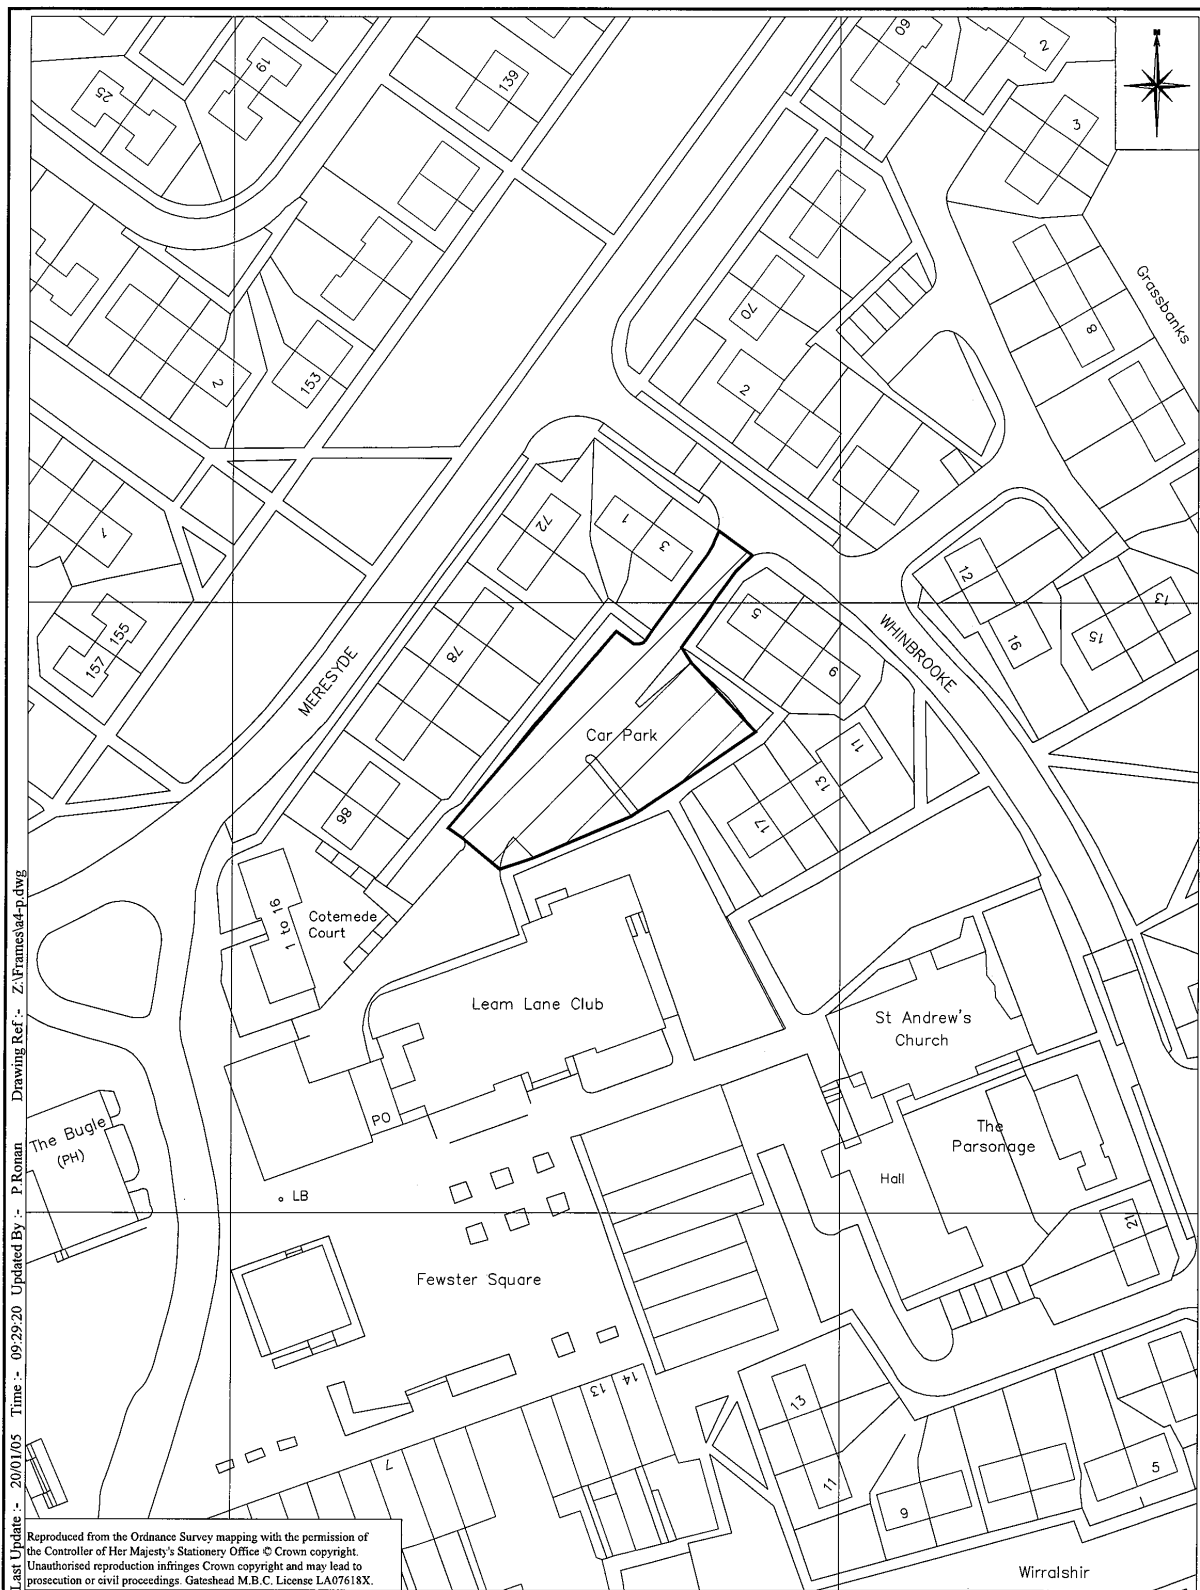 N
60
2
3
19
25
139
Grassbanks
8
70
2
2
153
72
1
3
12
13
15
16
5
9
WHINBROOKE
1
155
157
78
MERESYDE
Car Park
11
13
17
98
1 to 16
Cotemede
Court
Leam Lane Club
St Andrew's
Church
PO
The Bugle
(PH)
The
Parsonage
Hall
LB
21
Fewster Square
14
13
13
11
7
9
5
Wirralshir
Last Update :- 20/01/05 Time :- 09:29:20 Updated By :- P.Ronan Drawing Ref :- Z:\Frames\a4-p.dwg
Reproduced from the Ordnance Survey mapping with the permission of
the Controller of Her Majesty's Stationery Office © Crown copyright.
Unauthorised reproduction infringes Crown copyright and may lead to
prosecution or civil proceedings. Gateshead M.B.C. License LA07618X.